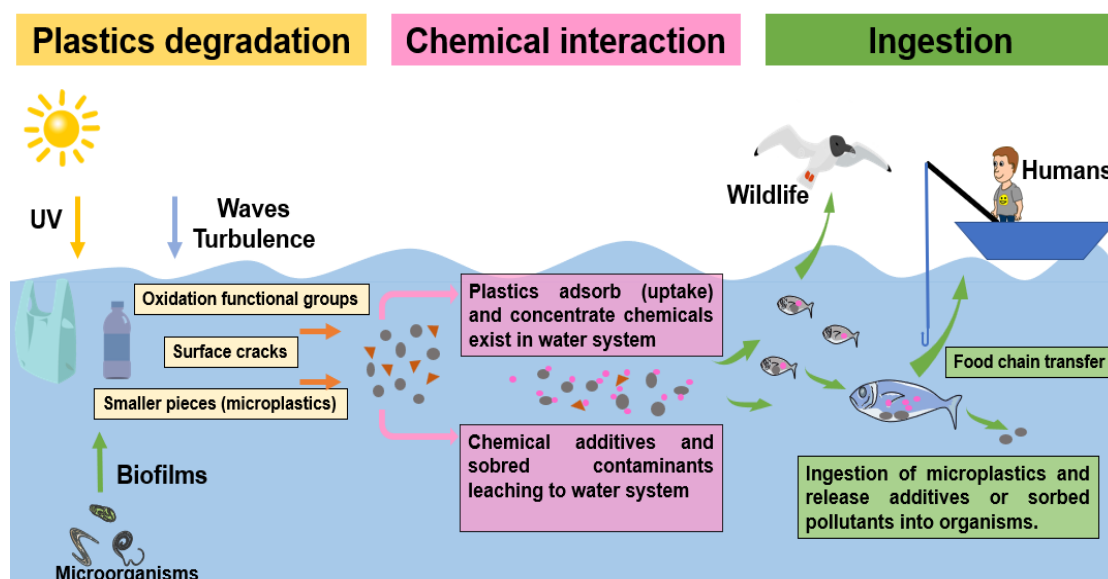 Plastics degradation
Chemical interaction
Ingestion
UV
Waves
Turbulence
Wildlife
Humans
Oxidation functional groups
Surface cracks
Smaller pieces (microplastics)
Biofilms
Microorganisms
Plastics adsorb (uptake)
and concentrate chemicals
exist in water system
Chemical additives and
sobred contaminants
leaching to water system
Food chain transfer
Ingestion of microplastics and
release additives or sorbed
pollutants into organisms.